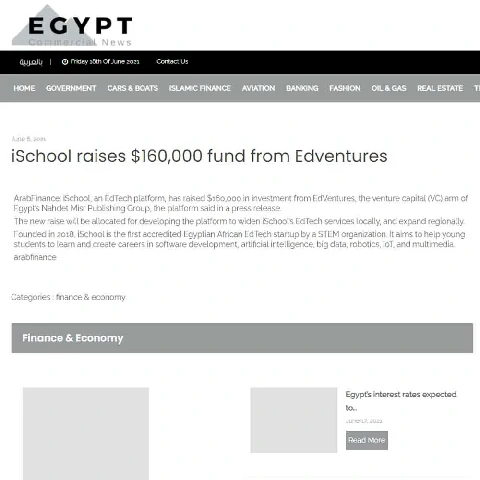 EGYPT
Commercial News
بالعربية | Friday 18th Of June 2021 Contact Us
HOME GOVERNMENT CARS & BOATS ISLAMIC FINANCE AVIATION BANKING FASHION OIL & GAS REAL ESTATE
June 6, 2021
iSchool raises $160,000 fund from Edventures
ArabFinance: iSchool, an EdTech platform, has raised $160,000 in investment from EdVentures, the venture capital (VC) arm of
Egypt's Nahdet Misr Publishing Group, the platform said in a press release.
The new raise will be allocated for developing the platform to widen iSchool's EdTech services locally, and expand regionally.
Founded in 2018, iSchool is the first accredited Egyptian African EdTech startup by a STEM organization. It aims to help young
students to learn and create careers in software development, artificial intelligence, big data, robotics, IoT, and multimedia.
arabfinance
Categories : finance & economy
Finance & Economy
Egypt's interest rates expected
to...
Read More